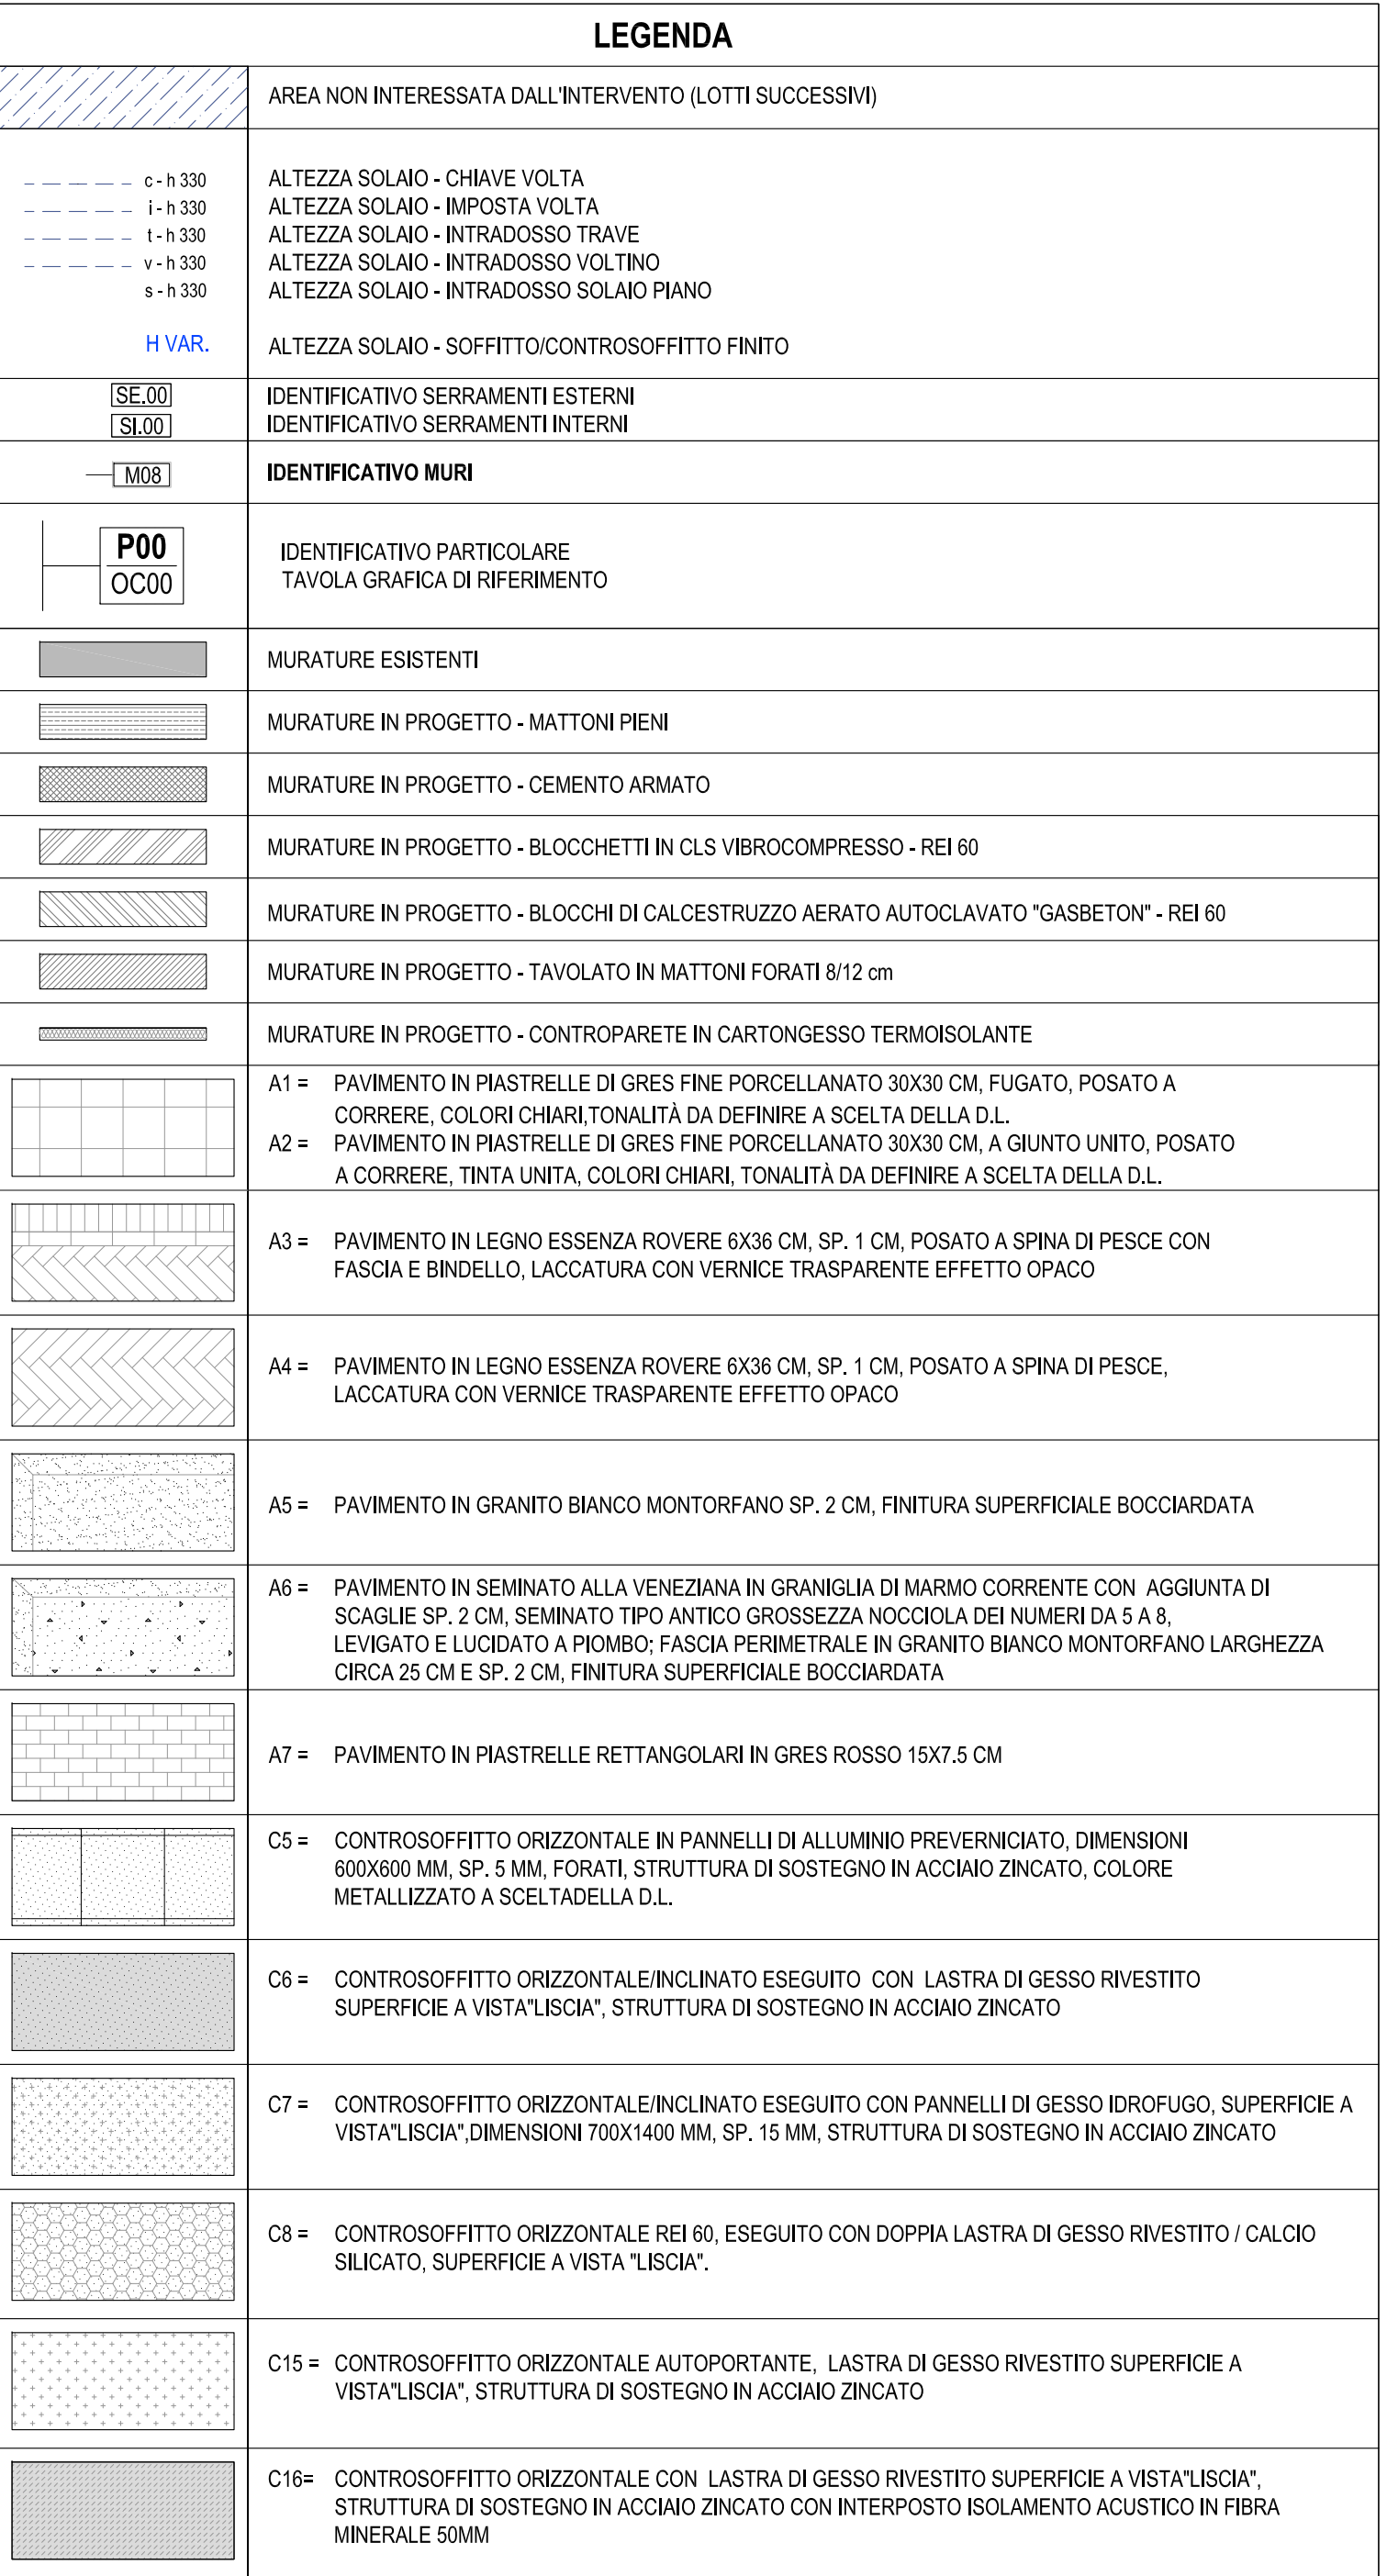 LEGENDA
AREA NON INTERESSATA DALL'INTERVENTO (LOTTI SUCCESSIVI)
c - h 330 ALTEZZA SOLAIO - CHIAVE VOLTA
i - h 330 ALTEZZA SOLAIO - IMPOSTA VOLTA
t - h 330 ALTEZZA SOLAIO - INTRADOSSO TRAVE
v - h 330 ALTEZZA SOLAIO - INTRADOSSO VOLTINO
s - h 330 ALTEZZA SOLAIO - INTRADOSSO SOLAIO PIANO
H VAR. ALTEZZA SOLAIO - SOFFITTO/CONTROSOFFITTO FINITO
SE.00 IDENTIFICATIVO SERRAMENTI ESTERNI
SI.00 IDENTIFICATIVO SERRAMENTI INTERNI
M08 IDENTIFICATIVO MURI
P00 IDENTIFICATIVO PARTICOLARE
OC00 TAVOLA GRAFICA DI RIFERIMENTO
MURATURE ESISTENTI
MURATURE IN PROGETTO - MATTONI PIENI
MURATURE IN PROGETTO - CEMENTO ARMATO
MURATURE IN PROGETTO - BLOCCHETTI IN CLS VIBROCOMPRESSO - REI 60
MURATURE IN PROGETTO - BLOCCHI DI CALCESTRUZZO AERATO AUTOCLAVATO "GASBETON" - REI 60
MURATURE IN PROGETTO - TAVOLATO IN MATTONI FORATI 8/12 cm
MURATURE IN PROGETTO - CONTROPARETE IN CARTONGESSO TERMOISOLANTE
A1 = PAVIMENTO IN PIASTRELLE DI GRES FINE PORCELLANATO 30X30 CM, FUGATO, POSATO A
CORRERE, COLORI CHIARI,TONALITÀ DA DEFINIRE A SCELTA DELLA D.L.
A2 = PAVIMENTO IN PIASTRELLE DI GRES FINE PORCELLANATO 30X30 CM, A GIUNTO UNITO, POSATO
A CORRERE, TINTA UNITA, COLORI CHIARI, TONALITÀ DA DEFINIRE A SCELTA DELLA D.L.
A3 = PAVIMENTO IN LEGNO ESSENZA ROVERE 6X36 CM, SP. 1 CM, POSATO A SPINA DI PESCE CON
FASCIA E BINDELLO, LACCATURA CON VERNICE TRASPARENTE EFFETTO OPACO
A4 = PAVIMENTO IN LEGNO ESSENZA ROVERE 6X36 CM, SP. 1 CM, POSATO A SPINA DI PESCE,
LACCATURA CON VERNICE TRASPARENTE EFFETTO OPACO
A5 = PAVIMENTO IN GRANITO BIANCO MONTORFANO SP. 2 CM, FINITURA SUPERFICIALE BOCCIARDATA
A6 = PAVIMENTO IN SEMINATO ALLA VENEZIANA IN GRANIGLIA DI MARMO CORRENTE CON AGGIUNTA DI
SCAGLIE SP. 2 CM, SEMINATO TIPO ANTICO GROSSEZZA NOCCIOLA DEI NUMERI DA 5 A 8,
LEVIGATO E LUCIDATO A PIOMBO; FASCIA PERIMETRALE IN GRANITO BIANCO MONTORFANO LARGHEZZA
CIRCA 25 CM E SP. 2 CM, FINITURA SUPERFICIALE BOCCIARDATA
A7 = PAVIMENTO IN PIASTRELLE RETTANGOLARI IN GRES ROSSO 15X7.5 CM
C5 = CONTROSOFFITTO ORIZZONTALE IN PANNELLI DI ALLUMINIO PREVERNICIATO, DIMENSIONI
600X600 MM, SP. 5 MM, FORATI, STRUTTURA DI SOSTEGNO IN ACCIAIO ZINCATO, COLORE
METALLIZZATO A SCELTADELLA D.L.
C6 = CONTROSOFFITTO ORIZZONTALE/INCLINATO ESEGUITO CON LASTRA DI GESSO RIVESTITO
SUPERFICIE A VISTA"LISCIA", STRUTTURA DI SOSTEGNO IN ACCIAIO ZINCATO
C7 = CONTROSOFFITTO ORIZZONTALE/INCLINATO ESEGUITO CON PANNELLI DI GESSO IDROFUGO, SUPERFICIE A
VISTA"LISCIA",DIMENSIONI 700X1400 MM, SP. 15 MM, STRUTTURA DI SOSTEGNO IN ACCIAIO ZINCATO
C8 = CONTROSOFFITTO ORIZZONTALE REI 60, ESEGUITO CON DOPPIA LASTRA DI GESSO RIVESTITO / CALCIO
SILICATO, SUPERFICIE A VISTA "LISCIA".
C15 = CONTROSOFFITTO ORIZZONTALE AUTOPORTANTE, LASTRA DI GESSO RIVESTITO SUPERFICIE A
VISTA"LISCIA", STRUTTURA DI SOSTEGNO IN ACCIAIO ZINCATO
C16= CONTROSOFFITTO ORIZZONTALE CON LASTRA DI GESSO RIVESTITO SUPERFICIE A VISTA"LISCIA",
STRUTTURA DI SOSTEGNO IN ACCIAIO ZINCATO CON INTERPOSTO ISOLAMENTO ACUSTICO IN FIBRA
MINERALE 50MM